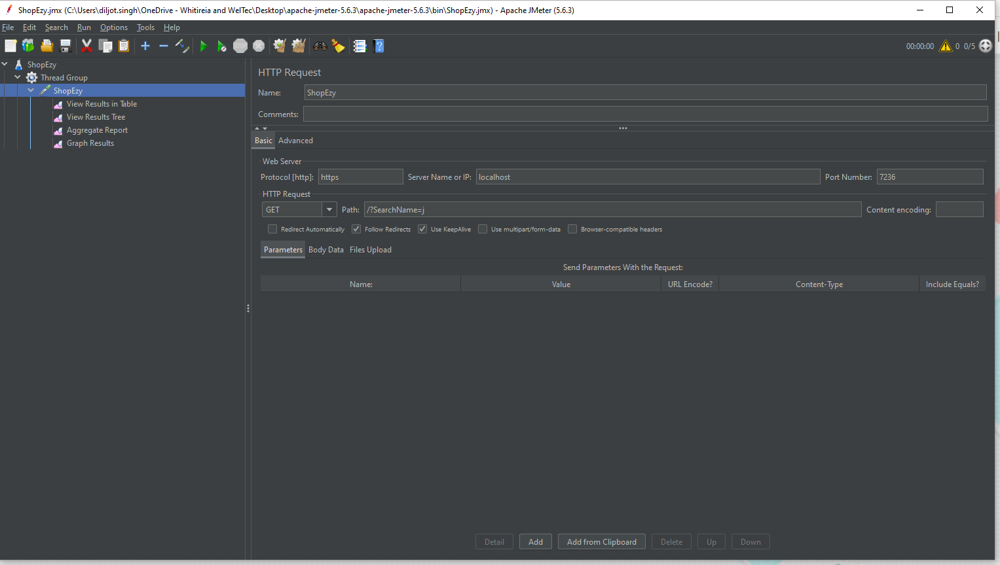 ShopEzy.jmx (C:\Users\diljot.singh\OneDrive - Whitireia and WelTec\Desktop\apache-jmeter-5.6.3\apache-jmeter-5.6.3\bin\ShopEzy.jmx) - Apache JMeter (5.6.3)
File Edit Search Run Options Tools Help
STOP
00:00:00 0 0/5
ShopEzy
Thread Group
ShopEzy
View Results in Table
View Results Tree
Aggregate Report
Graph Results
HTTP Request
Name: ShopEzy
Comments:
Basic Advanced
Web Server
Protocol [http]: https Server Name or IP: localhost Port Number: 7236
HTTP Request
GET Path: /?SearchName=j Content encoding:
Redirect Automatically Follow Redirects Use KeepAlive Use multipart/form-data Browser-compatible headers
Parameters Body Data Files Upload
Send Parameters With the Request:
Name: Value URL Encode? Content-Type Include Equals?
Detail Add Add from Clipboard Delete Up Down